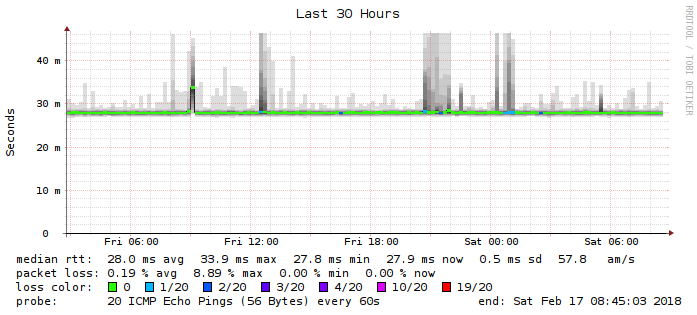 Last 30 Hours
RRDTOOL / TOBI OETIKER
Seconds
40 m
30 m
20 m
10 m
0
Fri 06:00 Fri 12:00 Fri 18:00 Sat 00:00 Sat 06:00
median rtt: 28.0 ms avg 33.9 ms max 27.8 ms min 27.9 ms now 0.5 ms sd 57.8 am/s
packet loss: 0.19 % avg 8.89 % max 0.00 % min 0.00 % now
loss color: 0 1/20 2/20 3/20 4/20 10/20 19/20
probe: 20 ICMP Echo Pings (56 Bytes) every 60s end: Sat Feb 17 08:45:03 2018